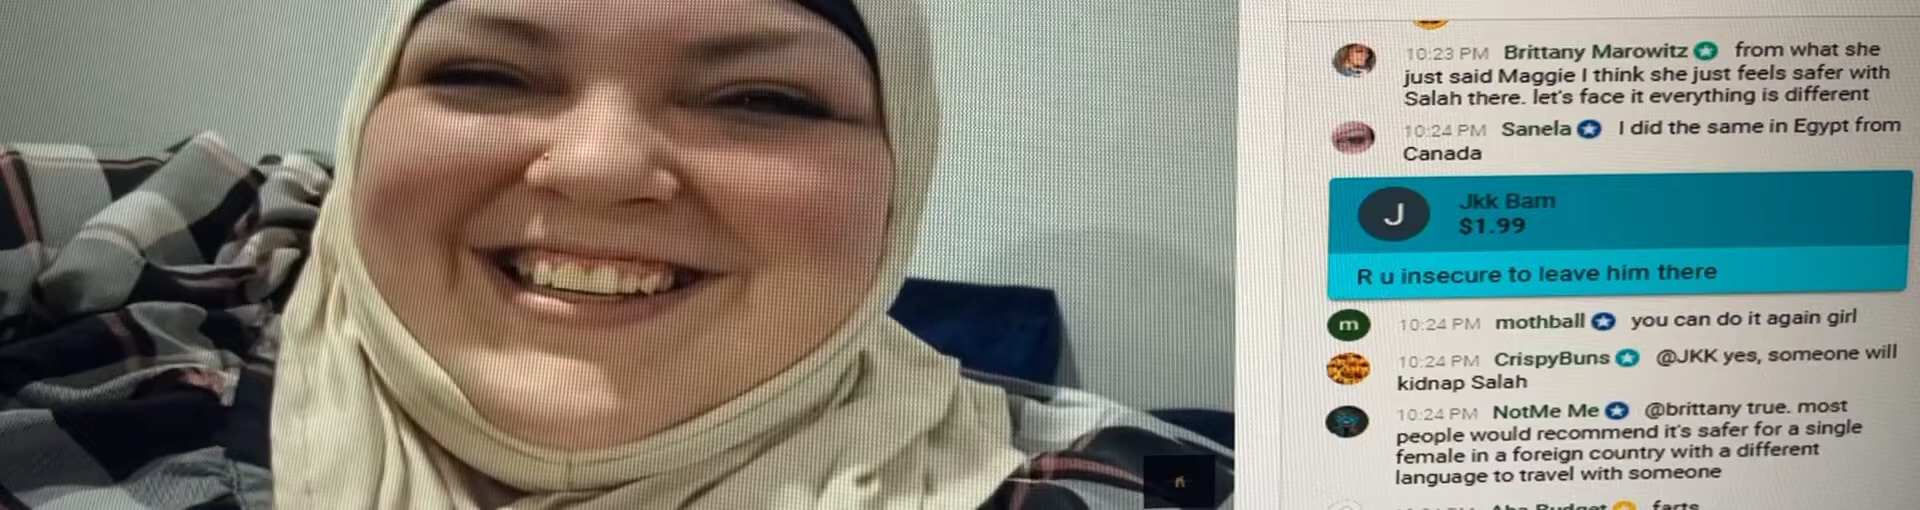 10:23 PM Brittany Marowitz from what she
just said Maggie I think she just feels safer with
Salah there. let's face it everything is different
10:24 PM Sanela I did the same in Egypt from
Canada
J
Jkk Bam
$1.99
R u insecure to leave him there
m
10:24 PM mothball you can do it again girl
10:24 PM CrispyBuns @JKK yes, someone will
kidnap Salah
10:24 PM NotMe Me @brittany true. most
people would recommend it's safer for a single
female in a foreign country with a different
language to travel with someone
farts